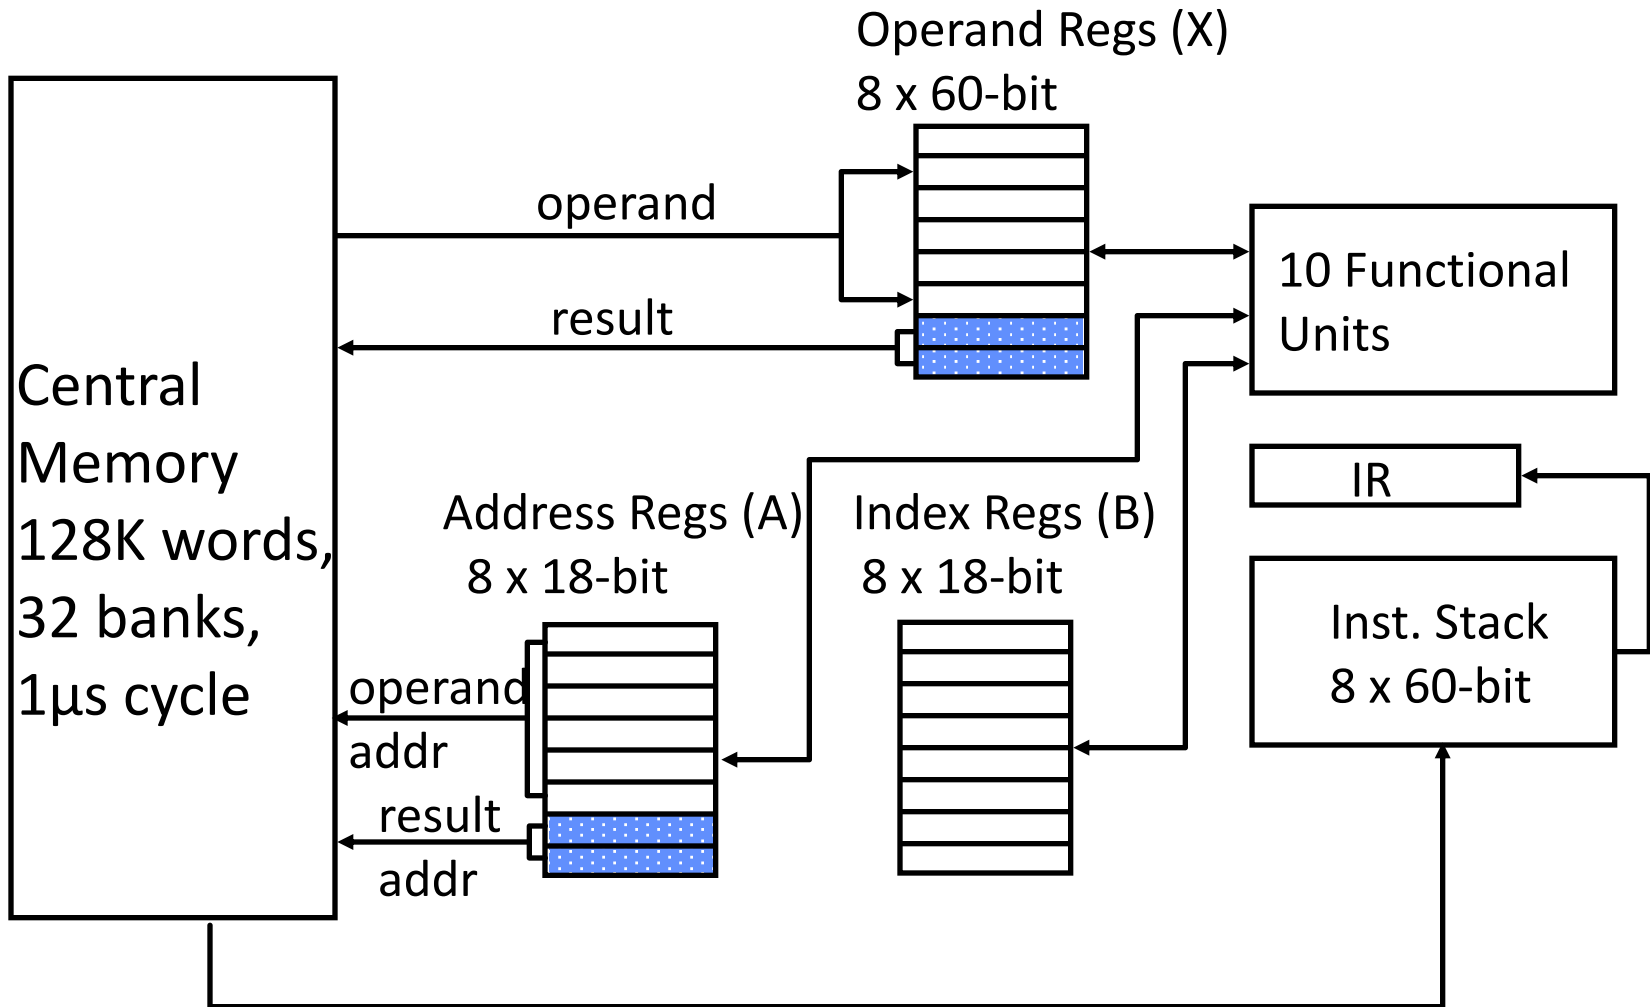 Operand Regs (X)
8 x 60-bit
operand
result
10 Functional
Units
Central
Memory
128K words,
32 banks,
1µs cycle
IR
Address Regs (A)
8 x 18-bit
Index Regs (B)
8 x 18-bit
Inst. Stack
8 x 60-bit
operand
addr
result
addr